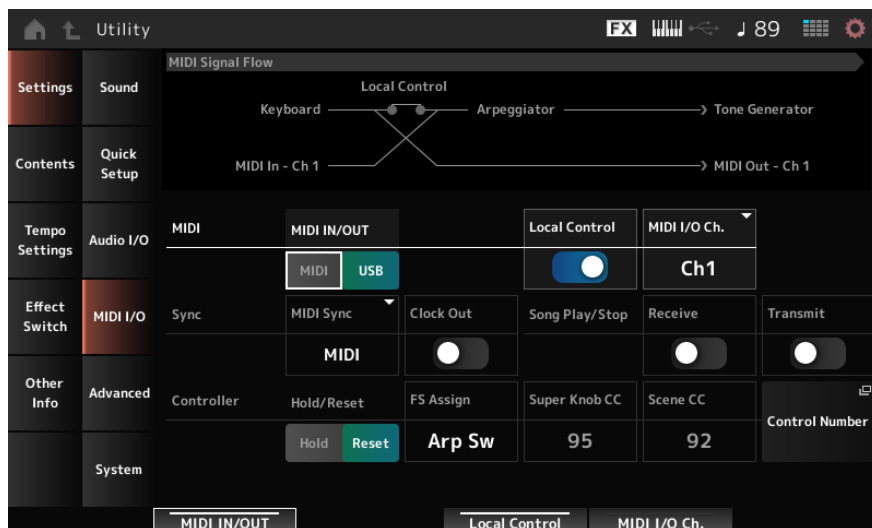 Utility FX 89
MIDI Signal Flow
Settings Sound
Local Control
Keyboard Arpeggiator Tone Generator
Contents Quick Setup
MIDI In - Ch 1 MIDI Out - Ch 1
Tempo Settings Audio I/O
MIDI MIDI IN/OUT Local Control MIDI I/O Ch.
MIDI USB Ch1
Effect Switch MIDI I/O
Sync MIDI Sync Clock Out Song Play/Stop Receive Transmit
MIDI
Other Info Advanced
Controller Hold/Reset FS Assign Super Knob CC Scene CC Control Number
Hold Reset Arp Sw 95 92
System
MIDI IN/OUT Local Control MIDI I/O Ch.